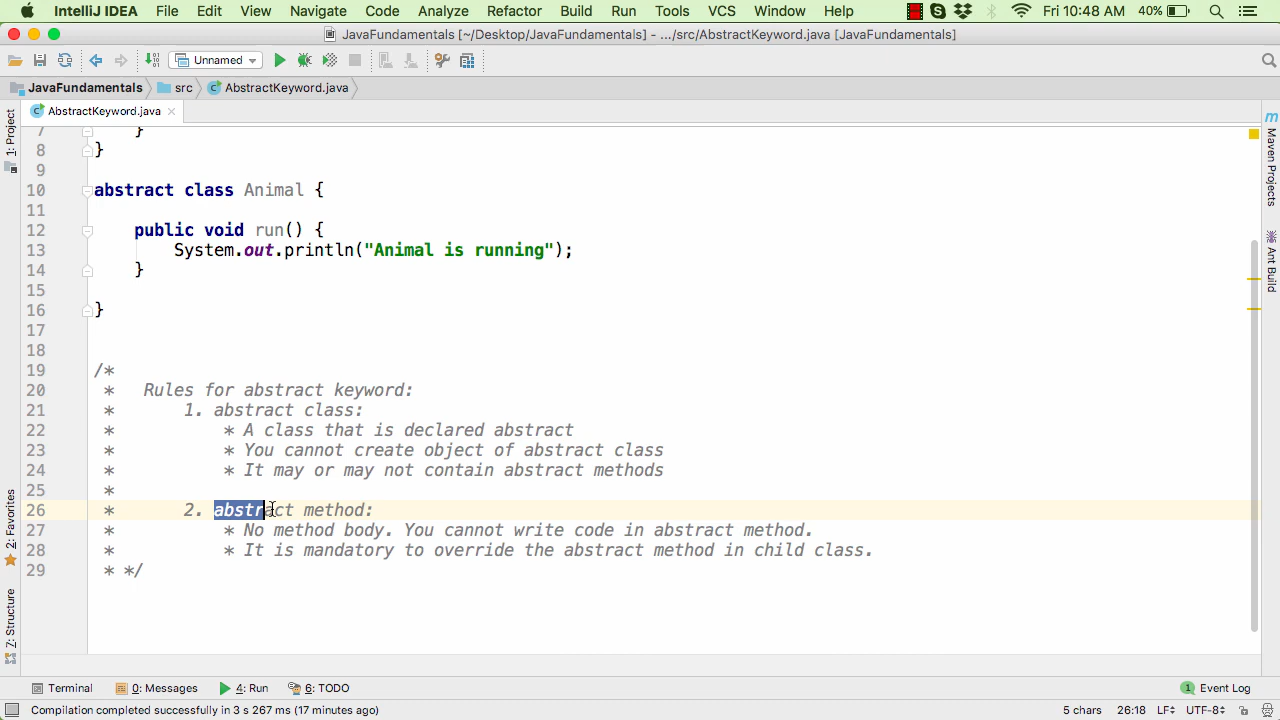 IntelliJ IDEA File Edit View Navigate Code Analyze Refactor Build Run Tools VCS Window Help Fri 10:48 AM 40%
JavaFundamentals [~/Desktop/JavaFundamentals] - .../src/AbstractKeyword.java [JavaFundamentals]
Unnamed
JavaFundamentals src AbstractKeyword.java
AbstractKeyword.java
1: Project
2: Favorites
7: Structure
Maven Projects
Ant Build
7 }
8 }
9
10 abstract class Animal {
11
12 public void run() {
13 System.out.println("Animal is running");
14 }
15
16 }
17
18
19 /*
20 * Rules for abstract keyword:
21 * 1. abstract class:
22 * * A class that is declared abstract
23 * * You cannot create object of abstract class
24 * * It may or may not contain abstract methods
25 *
26 * 2. abstract method:
27 * * No method body. You cannot write code in abstract method.
28 * * It is mandatory to override the abstract method in child class.
29 * */
Terminal 0: Messages 4: Run 6: TODO 1 Event Log
Compilation completed successfully in 3 s 267 ms (17 minutes ago) 5 chars 26:18 LF UTF-8